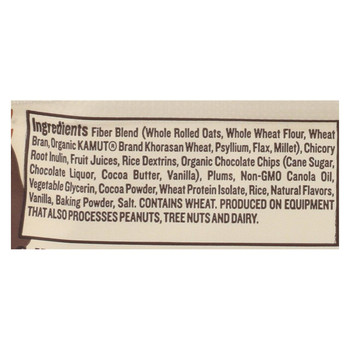 Ingredients Fiber Blend (Whole Rolled Oats, Whole Wheat Flour, Wheat
Bran, Organic KAMUT® Brand Khorasan Wheat, Psyllium, Flax, Millet), Chicory
Root Inulin, Fruit Juices, Rice Dextrins, Organic Chocolate Chips (Cane Sugar,
Chocolate Liquor, Cocoa Butter, Vanilla), Plums, Non-GMO Canola Oil,
Vegetable Glycerin, Cocoa Powder, Wheat Protein Isolate, Rice, Natural Flavors,
Vanilla, Baking Powder, Salt. CONTAINS WHEAT. PRODUCED ON EQUIPMENT
THAT ALSO PROCESSES PEANUTS, TREE NUTS AND DAIRY.